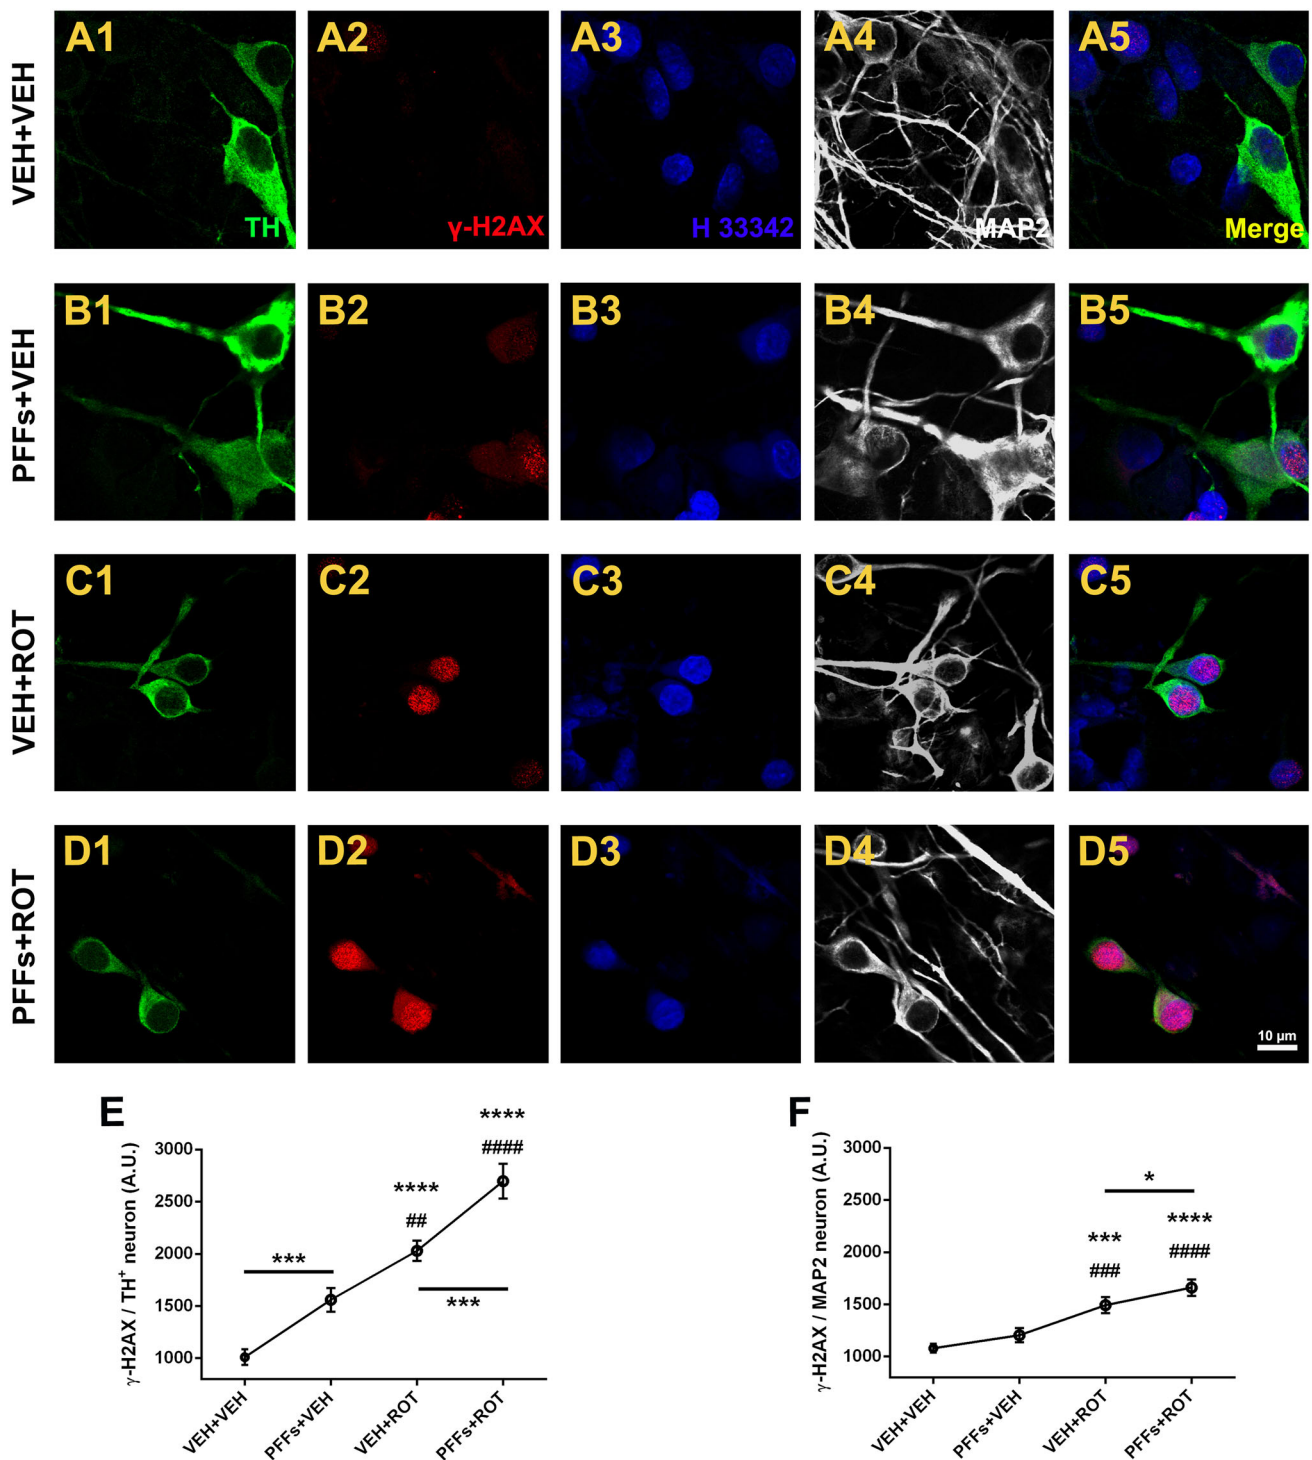 VEH+VEH
A1
A2
A3
A4
A5
TH
γ-H2AX
H 33342
MAP2
Merge
PFFs+VEH
B1
B2
B3
B4
B5
VEH+ROT
C1
C2
C3
C4
C5
PFFs+ROT
D1
D2
D3
D4
D5
10 µm
E
γ-H2AX / TH⁺ neuron (A.U.)
3000
2500
2000
1500
1000
***
****
##
***
****
####
VEH+VEH
PFFs+VEH
VEH+ROT
PFFs+ROT
F
γ-H2AX / MAP2 neuron (A.U.)
3000
2500
2000
1500
1000
*
***
###
****
####
VEH+VEH
PFFs+VEH
VEH+ROT
PFFs+ROT